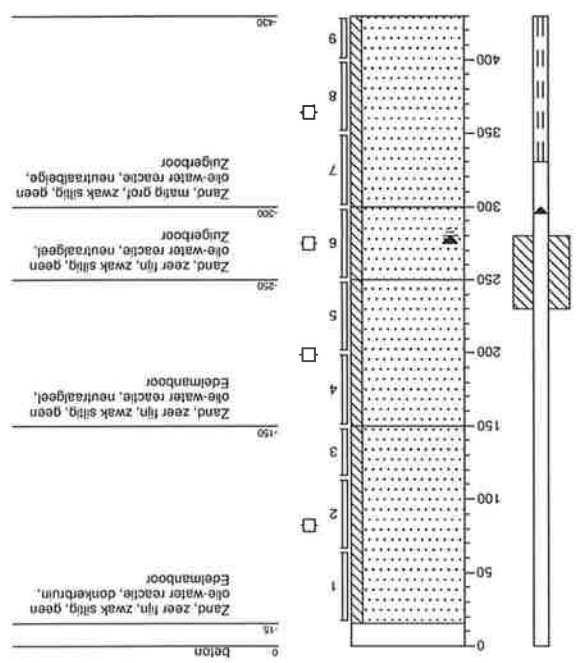 0 beton
-15
Zand, zeer fijn, zwak siltig, geen
olie-water reactie, donkerbruin,
Edelmanboor
-150
Zand, zeer fijn, zwak siltig, geen
olie-water reactie, neutraalgeel,
Edelmanboor
-250
Zand, zeer fijn, zwak siltig, geen
olie-water reactie, neutraalgeel,
Zuigerboor
-300
Zand, matig grof, zwak siltig, geen
olie-water reactie, neutraalbeige,
Zuigerboor
-430
0
50
100
150
200
250
300
350
400
1
2
3
4
5
6
7
8
9